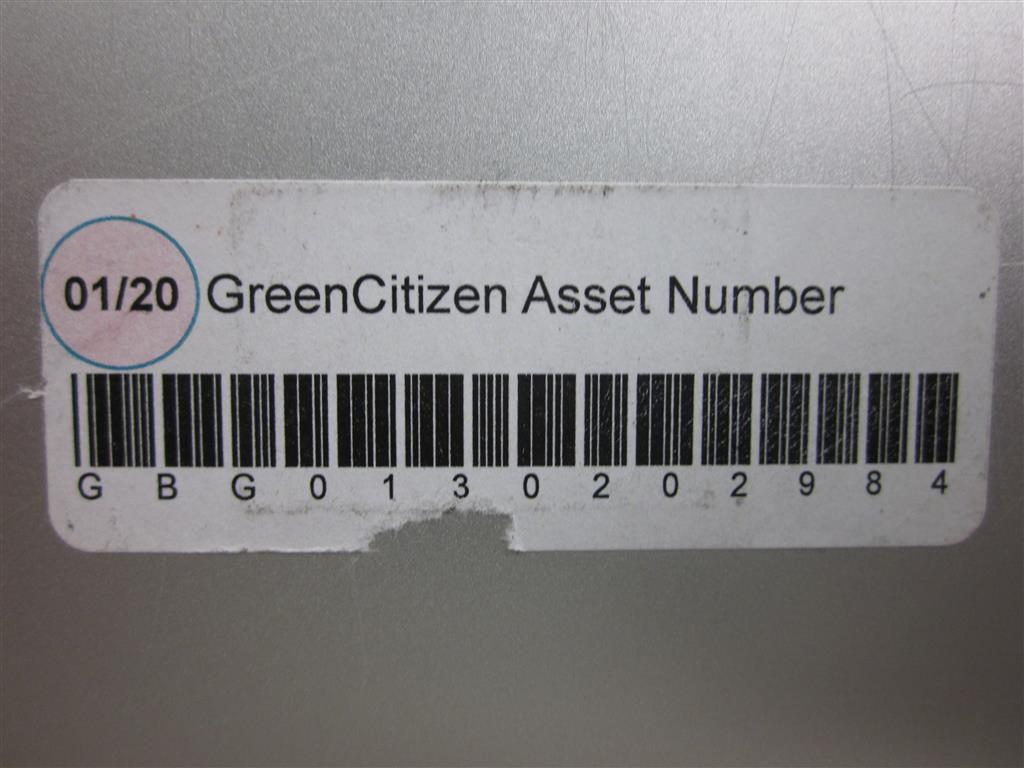 01/20 GreenCitizen Asset Number
G B G 0 1 3 0 2 0 2 9 8 4